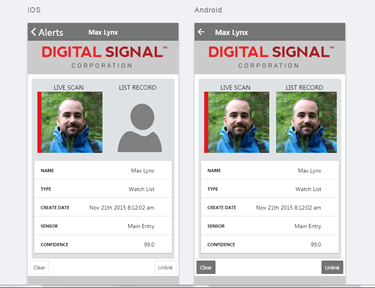 iOS
Alerts
Max Lynx
DIGITAL SIGNAL™
CORPORATION
LIVE SCAN
LIST RECORD
NAME Max Lynx
TYPE Watch List
CREATE DATE Nov 21th 2015 8:12:02 am
SENSOR Main Entry
CONFIDENCE 99.0
Clear
Unlink
Android
Max Lynx
DIGITAL SIGNAL™
CORPORATION
LIVE SCAN
LIST RECORD
NAME Max Lynx
TYPE Watch List
CREATE DATE Nov 21th 2015 8:12:02 am
SENSOR Main Entry
CONFIDENCE 99.0
Clear
Unlink